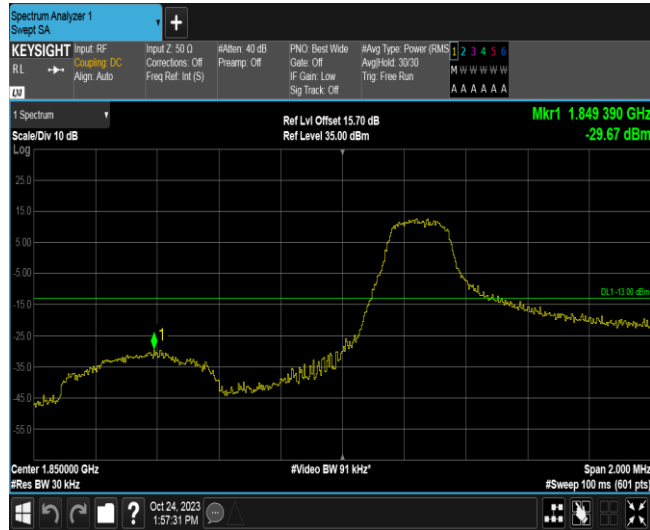 Spectrum Analyzer 1
Swept SA
+
KEYSIGHT
RL
LXI
Input: RF
Coupling: DC
Align: Auto
Input Z: 50 Ω
Corrections: Off
Freq Ref: Int (S)
#Atten: 40 dB
Preamp: Off
PNO: Best Wide
Gate: Off
IF Gain: Low
Sig Track: Off
#Avg Type: Power (RMS
Avg|Hold: 30/30
Trig: Free Run
1 2 3 4 5 6
M W W W W W
A A A A A A
1 Spectrum
Scale/Div 10 dB
Log
Ref Lvl Offset 15.70 dB
Ref Level 35.00 dBm
Mkr1 1.849 390 GHz
-29.67 dBm
25.0
15.0
5.00
-5.00
-15.0
-25.0
-35.0
-45.0
-55.0
DL1 -13.00 dBm
1
Center 1.850000 GHz
#Res BW 30 kHz
#Video BW 91 kHz*
Span 2.000 MHz
#Sweep 100 ms (601 pts)
?
Oct 24, 2023
1:57:31 PM